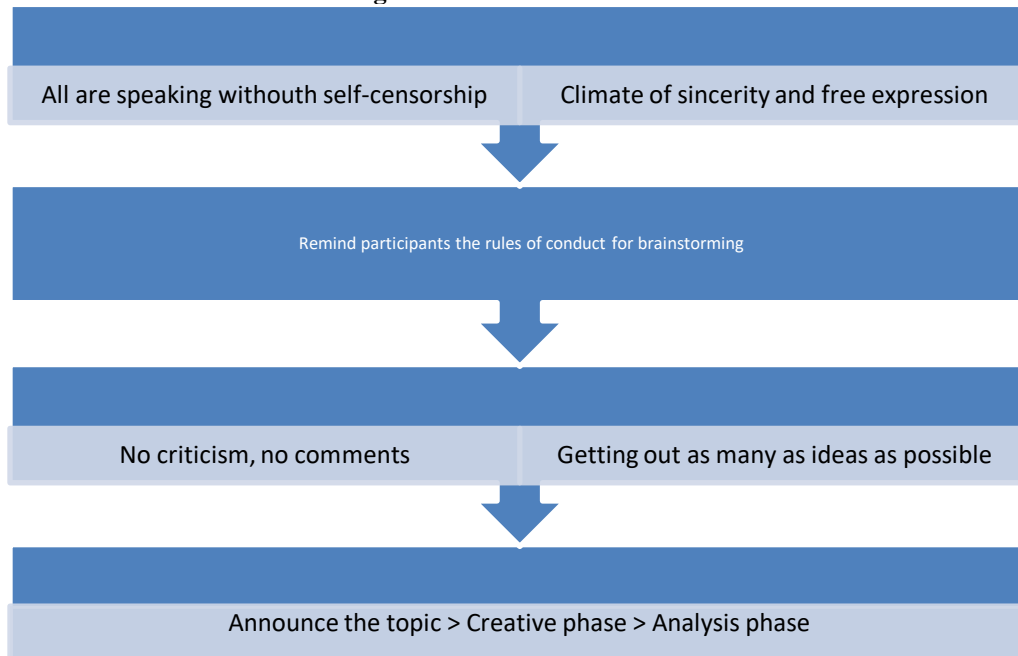 All are speaking withouth self-censorship
Climate of sincerity and free expression
Remind participants the rules of conduct for brainstorming
No criticism, no comments
Getting out as many as ideas as possible
Announce the topic > Creative phase > Analysis phase